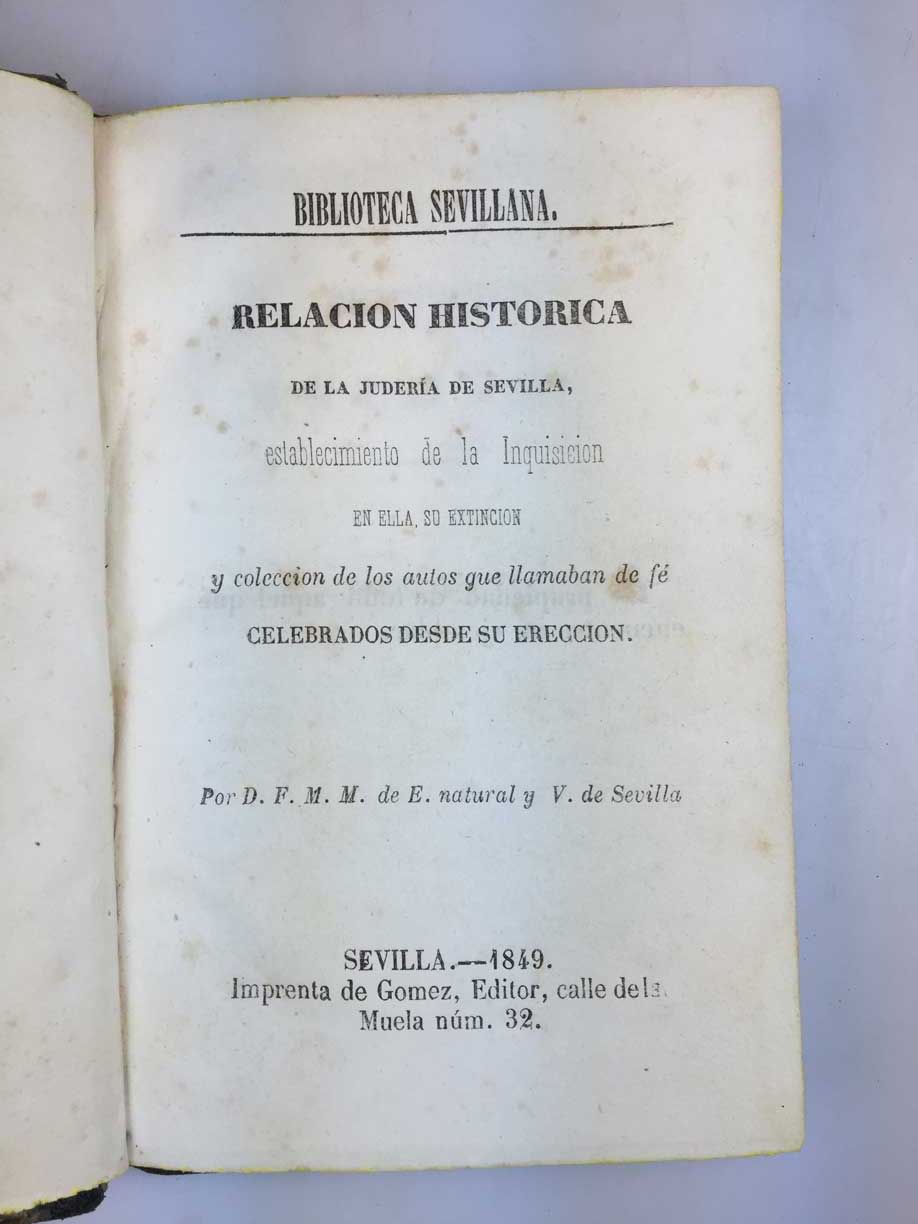 BIBLIOTECA SEVILLANA.
RELACION HISTORICA
DE LA JUDERÍA DE SEVILLA,
establecimiento de la Inquisicion
EN ELLA, SU EXTINCION
y coleccion de los autos que llamaban de fé
CELEBRADOS DESDE SU ERECCION.
Por D. F. M. M. de E. natural y V. de Sevilla
SEVILLA.—1849.
Imprenta de Gomez, Editor, calle de la
Muela núm. 32.